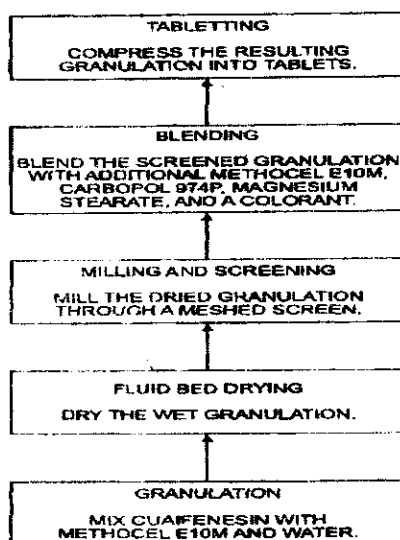 TABLETTING
COMPRESS THE RESULTING
GRANULATION INTO TABLETS.
BLENDING
BLEND THE SCREENED GRANULATION
WITH ADDITIONAL METHOCEL E10M,
CARBOPOL 974P, MAGNESIUM
STEARATE, AND A COLORANT.
MILLING AND SCREENING
MILL THE DRIED GRANULATION
THROUGH A MESHED SCREEN.
FLUID BED DRYING
DRY THE WET GRANULATION.
GRANULATION
MIX GUAIFENESIN WITH
METHOCEL E10M AND WATER.